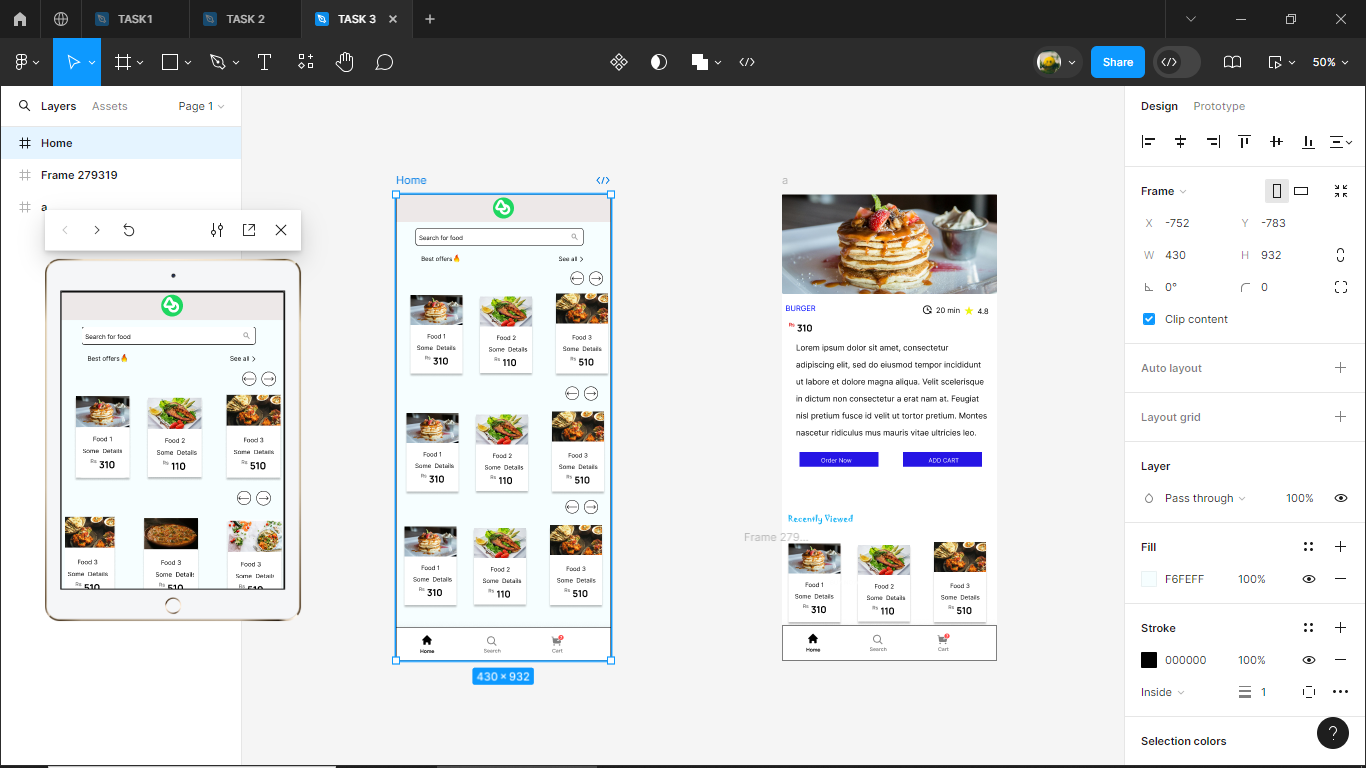 TASK1
TASK 2
TASK 3
Share
50%
Layers
Assets
Page 1
Home
Frame 279319
a
Search for food
Best offers🔥
See all
Food 1
Some Details
Rs 310
Food 2
Some Details
Rs 110
Food 3
Some Details
Rs 510
Food 3
Some Details
510
Food 3
Some Details
510
Food 3
Some Details
510
Home
Search for food
Best offers🔥
See all
Food 1
Some Details
Rs 310
Food 2
Some Details
Rs 110
Food 3
Some Details
Rs 510
Food 1
Some Details
Rs 310
Food 2
Some Details
Rs 110
Food 3
Some Details
Rs 510
Food 1
Some Details
Rs 310
Food 2
Some Details
Rs 110
Food 3
Some Details
Rs 510
Home
Search
Cart
430 × 932
a
BURGER
20 min
4.8
Rs 310
Lorem ipsum dolor sit amet, consectetur
adipiscing elit, sed do eiusmod tempor incididunt
ut labore et dolore magna aliqua. Velit scelerisque
in dictum non consectetur a erat nam at. Feugiat
nisl pretium fusce id velit ut tortor pretium. Montes
nascetur ridiculus mus mauris vitae ultricies leo.
Order Now
ADD CART
Recently Viewed
Frame 279...
Food 1
Some Details
Rs 310
Food 2
Some Details
Rs 110
Food 3
Some Details
Rs 510
Home
Search
Cart
Design
Prototype
Frame
X -752
Y -783
W 430
H 932
0°
0
Clip content
Auto layout
Layout grid
Layer
Pass through
100%
Fill
F6FEFF
100%
Stroke
000000
100%
Inside
1
Selection colors
?